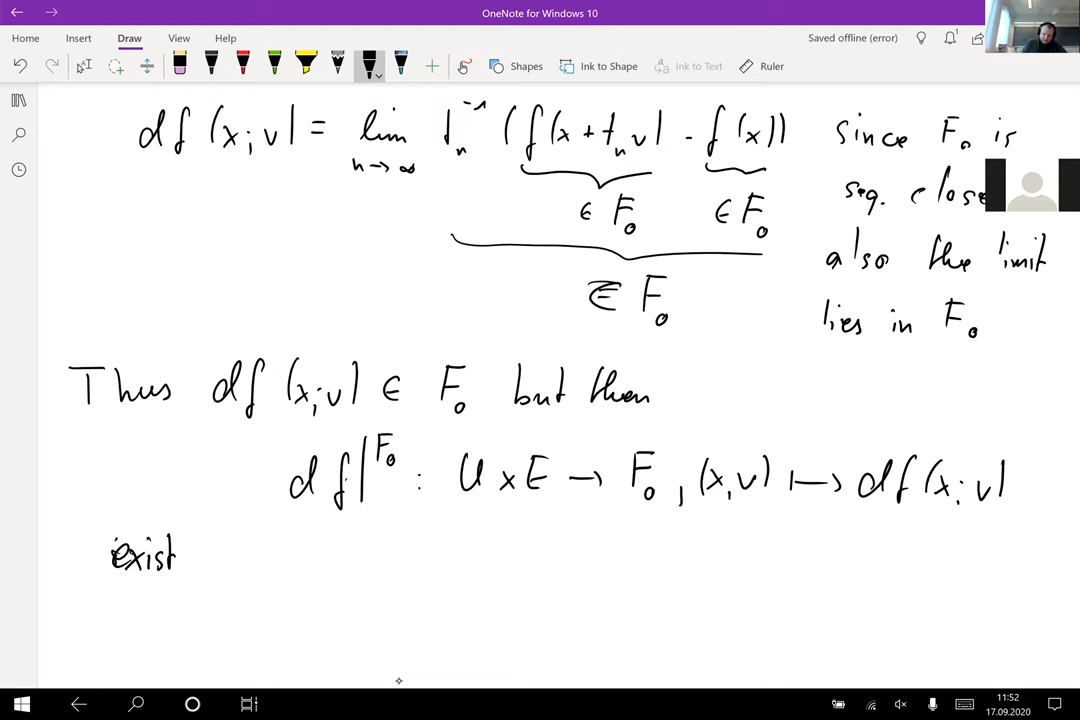 OneNote for Windows 10
Home Insert Draw View Help Saved offline (error)
Shapes Ink to Shape Ink to Text Ruler
df(x;v) = lim t_n^{-1} (f(x + t_n v) - f(x)) since F_0 is
n→∞
∈ F_0 ∈ F_0 seq. close
also the limit
∈ F_0 lies in F_0
Thus df(x;v) ∈ F_0 but then
df|^{F_0} : U × E → F_0, (x,v) ↦ df(x;v)
exist
11:52
17.09.2020